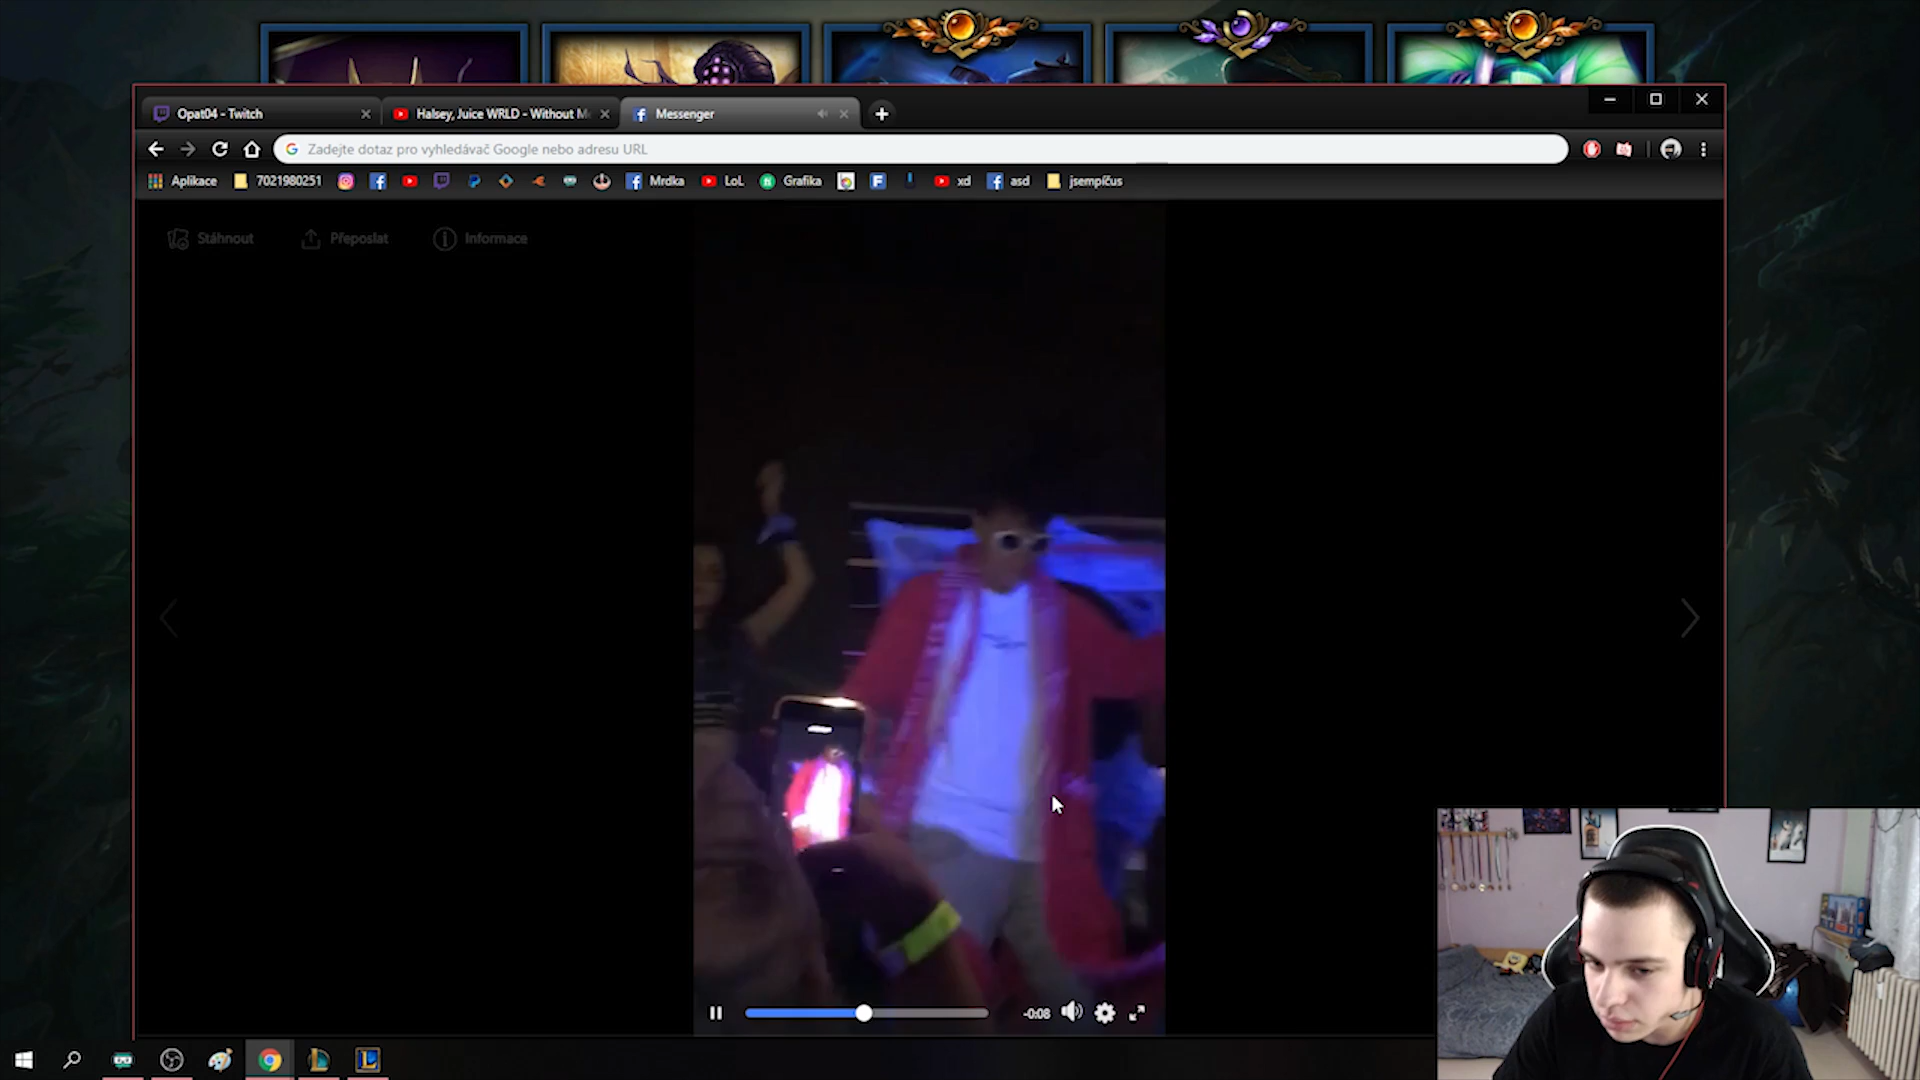 Opat04 - Twitch
Halsey, Juice WRLD - Without M
Messenger
Zadejte dotaz pro vyhledávač Google nebo adresu URL
Aplikace
7021980251
Mrdka
LoL
Grafika
xd
asd
jsempíčus
Stáhnout
Přeposlat
Informace
-0:08